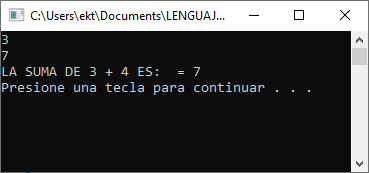 C:\Users\ekt\Documents\LENGUAJ...
3
7
LA SUMA DE 3 + 4 ES:  = 7
Presione una tecla para continuar . . .